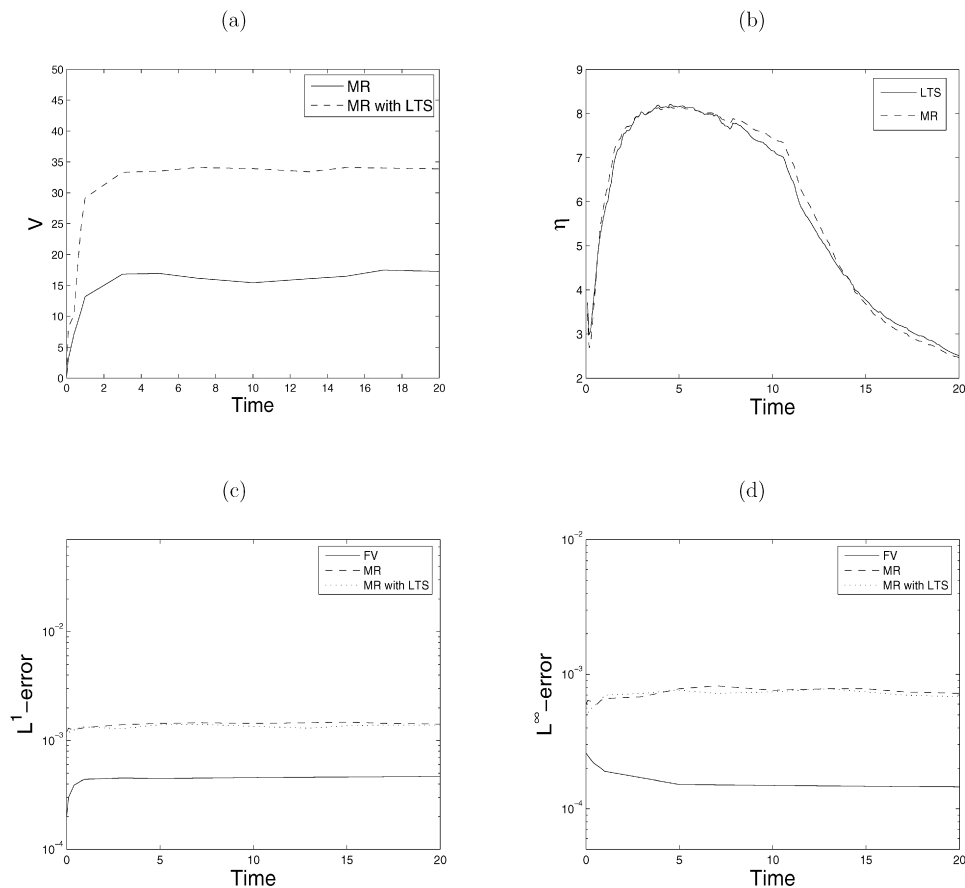 (a)
50
45
40
35
30
25
20
15
10
5
0
V
MR
MR with LTS
0 2 4 6 8 10 12 14 16 18 20
Time
(b)
9
8
7
6
5
4
3
2
η
LTS
MR
0 5 10 15 20
Time
(c)
10⁻²
10⁻³
10⁻⁴
L¹−error
FV
MR
MR with LTS
0 5 10 15 20
Time
(d)
10⁻²
10⁻³
10⁻⁴
L∞−error
FV
MR
MR with LTS
0 5 10 15 20
Time